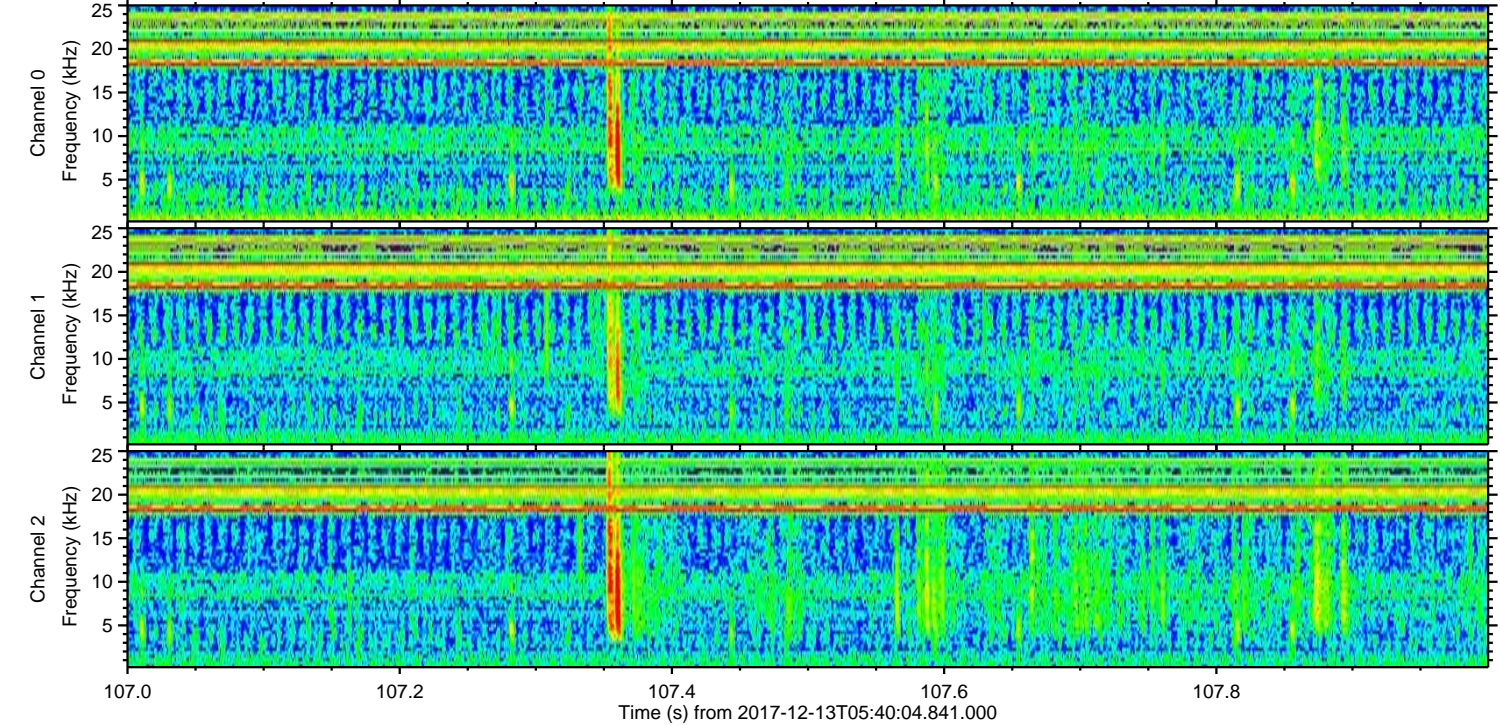 25
20
15
10
5
Channel 0
Frequency (kHz)
25
20
15
10
5
Channel 1
Frequency (kHz)
25
20
15
10
5
Channel 2
Frequency (kHz)
107.0 107.2 107.4 107.6 107.8
Time (s) from 2017-12-13T05:40:04.841.000